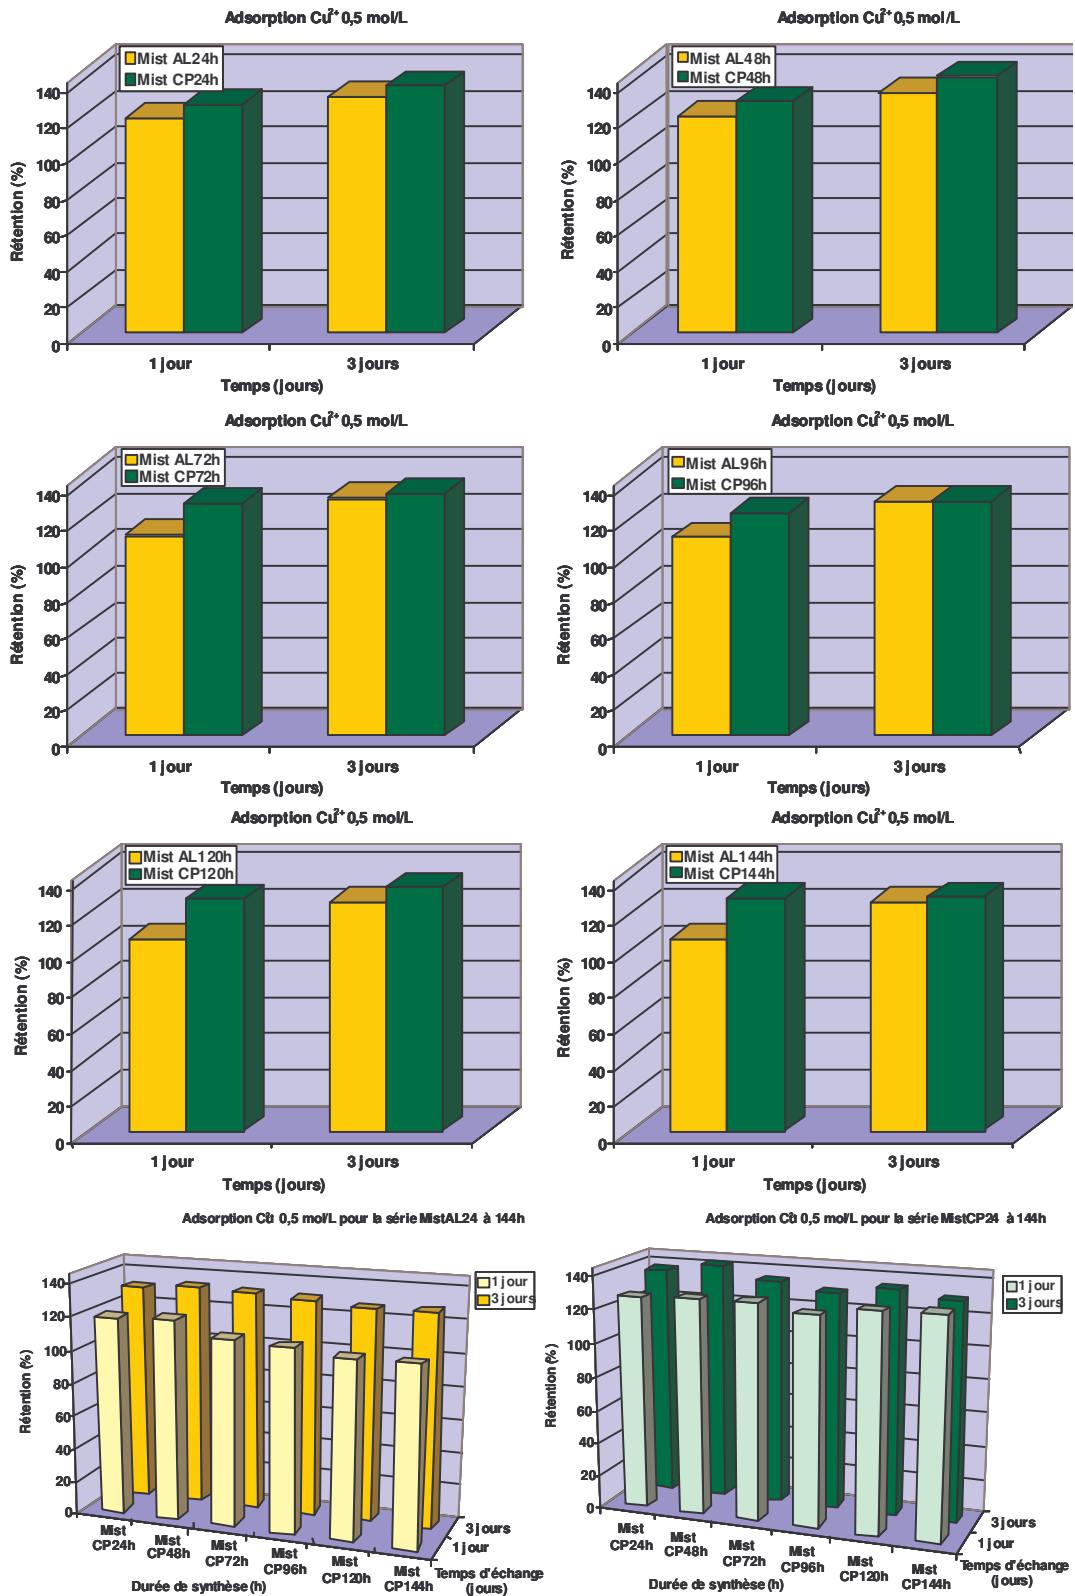 Adsorption Cu²⁺ 0,5 mol/L
Mist AL24h
Mist CP24h
Rétention (%)
140
120
100
80
60
40
20
0
1 jour
3 jours
Temps (jours)
Adsorption Cu²⁺ 0,5 mol/L
Mist AL48h
Mist CP48h
Rétention (%)
140
120
100
80
60
40
20
0
1 jour
3 jours
Temps (jours)
Adsorption Cu²⁺ 0,5 mol/L
Mist AL72h
Mist CP72h
Rétention (%)
140
120
100
80
60
40
20
0
1 jour
3 jours
Temps (jours)
Adsorption Cu²⁺ 0,5 mol/L
Mist AL96h
Mist CP96h
Rétention (%)
140
120
100
80
60
40
20
0
1 jour
3 jours
Temps (jours)
Adsorption Cu²⁺ 0,5 mol/L
Mist AL120h
Mist CP120h
Rétention (%)
140
120
100
80
60
40
20
0
1 jour
3 jours
Temps (jours)
Adsorption Cu²⁺ 0,5 mol/L
Mist AL144h
Mist CP144h
Rétention (%)
140
120
100
80
60
40
20
0
1 jour
3 jours
Temps (jours)
Adsorption Cu 0,5 mol/L pour la série MistAL24 à 144h
1 jour
3 jours
Rétention (%)
140
120
100
80
60
40
20
0
Mist CP24h
Mist CP48h
Mist CP72h
Mist CP96h
Mist CP120h
Mist CP144h
3 jours
1 jour
Temps d'échange (jours)
Durée de synthèse (h)
Adsorption Cu 0,5 mol/L pour la série MistCP24 à 144h
1 jour
3 jours
Rétention (%)
140
120
100
80
60
40
20
0
Mist CP24h
Mist CP48h
Mist CP72h
Mist CP96h
Mist CP120h
Mist CP144h
3 jours
1 jour
Temps d'échange (jours)
Durée de synthèse (h)